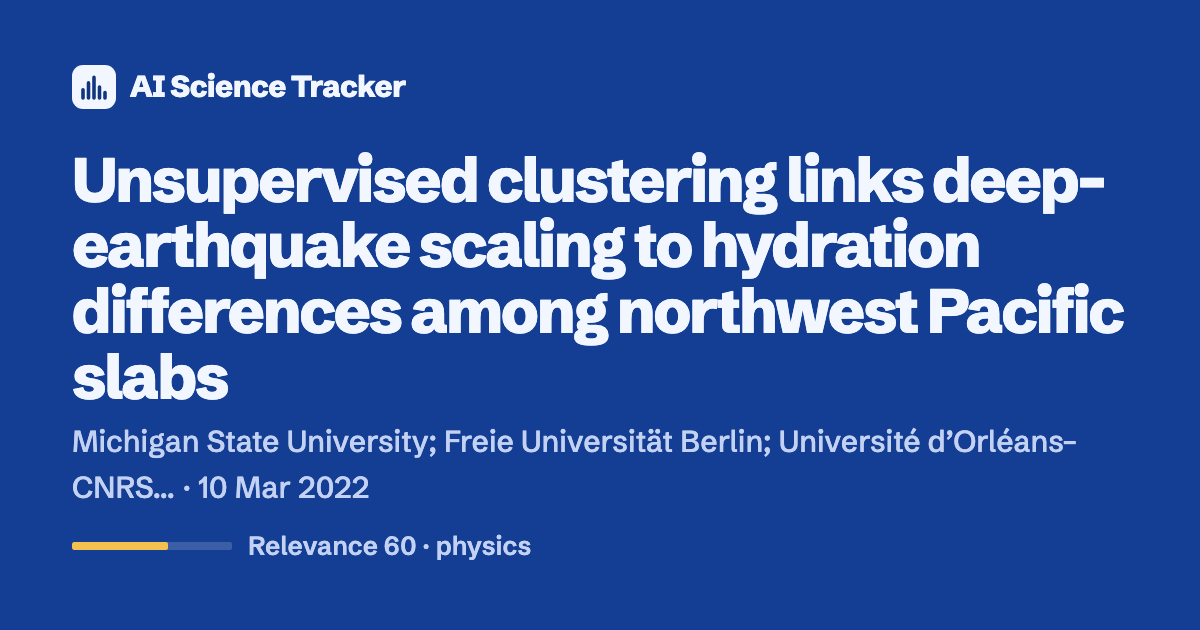 AI Science Tracker
Unsupervised clustering links deep-
earthquake scaling to hydration
differences among northwest Pacific
slabs
Michigan State University; Freie Universität Berlin; Université d’Orléans-
CNRS... · 10 Mar 2022
Relevance 60 · physics